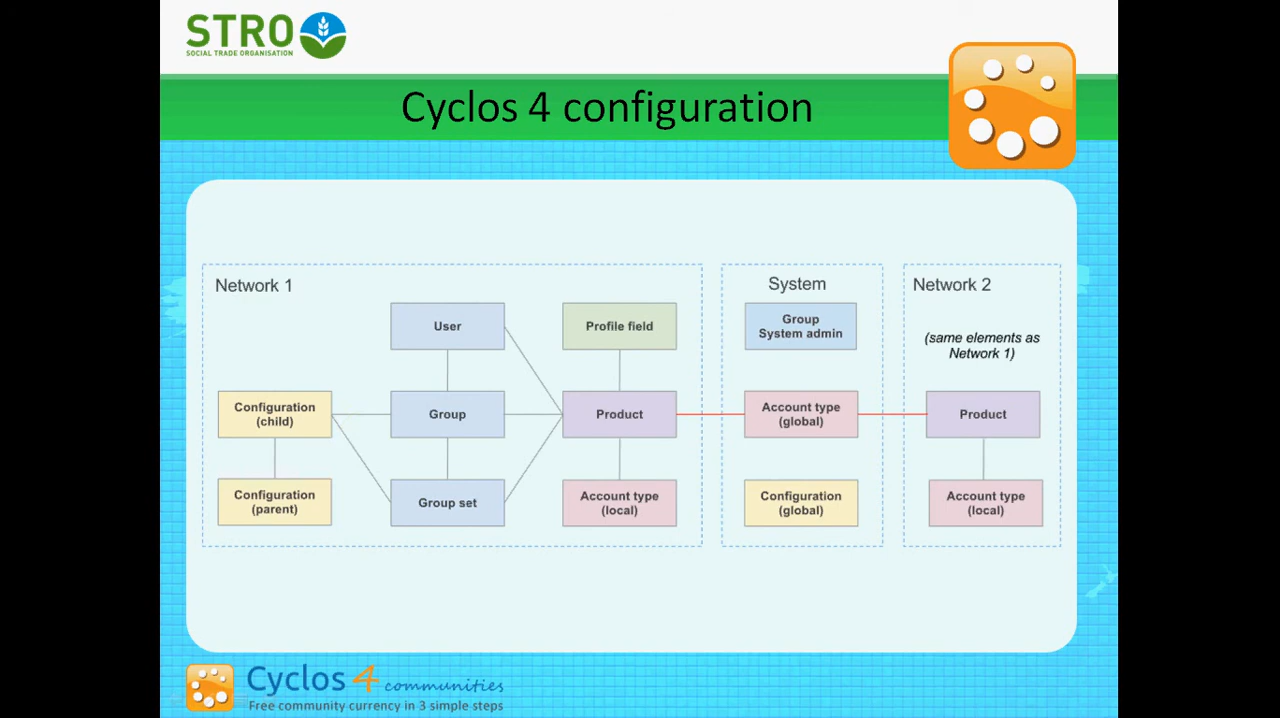 STRO
SOCIAL TRADE ORGANISATION
Cyclos 4 configuration
Network 1
User
Profile field
Configuration
(child)
Group
Product
Configuration
(parent)
Group set
Account type
(local)
System
Group
System admin
Account type
(global)
Configuration
(global)
Network 2
(same elements as
Network 1)
Product
Account type
(local)
Cyclos 4 communities
Free community currency in 3 simple steps